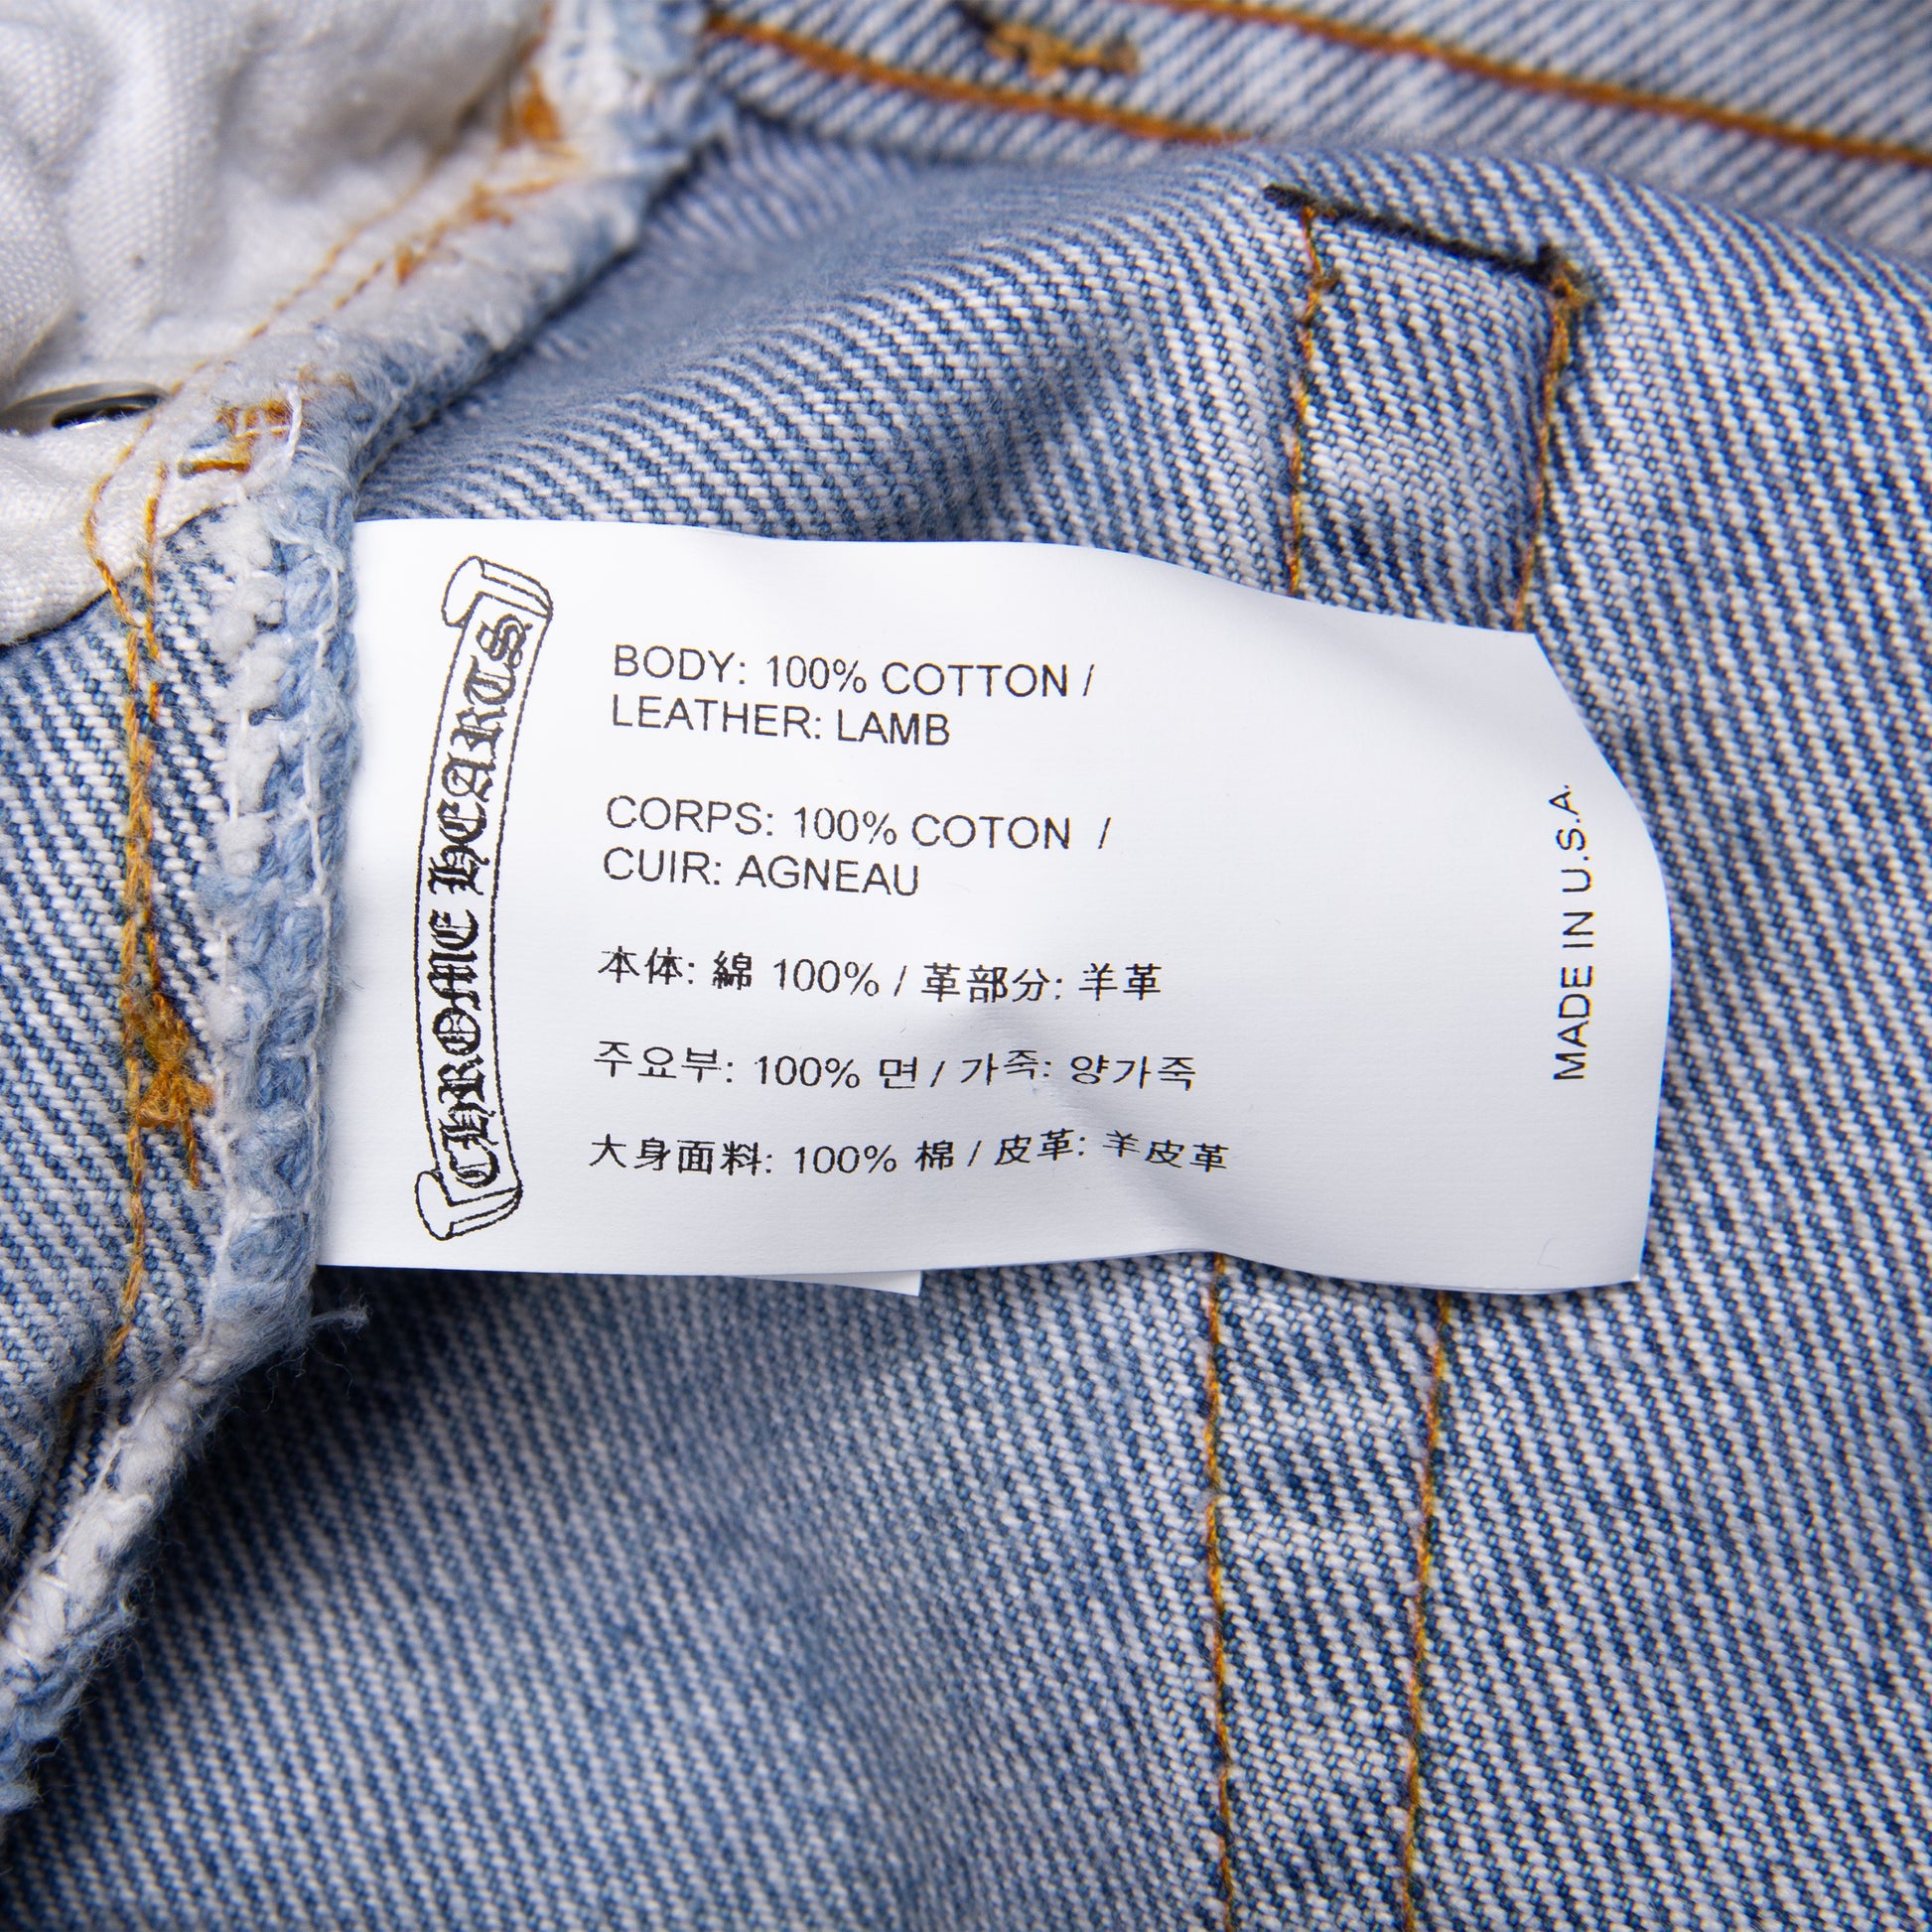 CHROME HEARTS
BODY: 100% COTTON /
LEATHER: LAMB
CORPS: 100% COTON /
CUIR: AGNEAU
本体: 綿 100% / 革部分: 羊革
주요부: 100% 면 / 가죽: 양가죽
大身面料: 100% 棉 / 皮革: 羊皮革
MADE IN U.S.A.